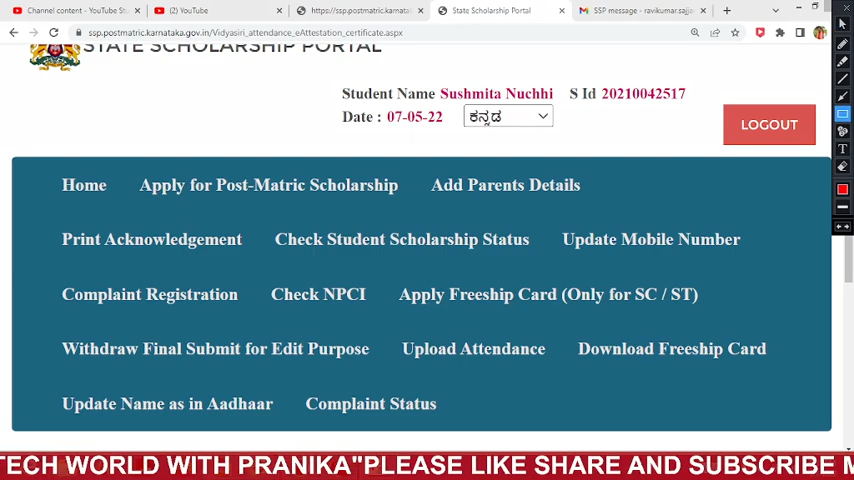 Channel content - YouTube Stu
(2) YouTube
https://ssp.postmatric.karnata
State Scholarship Portal
SSP message - ravikumar.sajja
ssp.postmatric.karnataka.gov.in/Vidyasiri_attendance_eAttestation_certificate.aspx
STATE SCHOLARSHIP PORTAL
Student Name Sushmita Nuchhi S Id 20210042517
Date : 07-05-22 ಕನ್ನಡ
LOGOUT
Home Apply for Post-Matric Scholarship Add Parents Details
Print Acknowledgement Check Student Scholarship Status Update Mobile Number
Complaint Registration Check NPCI Apply Freeship Card (Only for SC / ST)
Withdraw Final Submit for Edit Purpose Upload Attendance Download Freeship Card
Update Name as in Aadhaar Complaint Status
TECH WORLD WITH PRANIKA"PLEASE LIKE SHARE AND SUBSCRIBE M